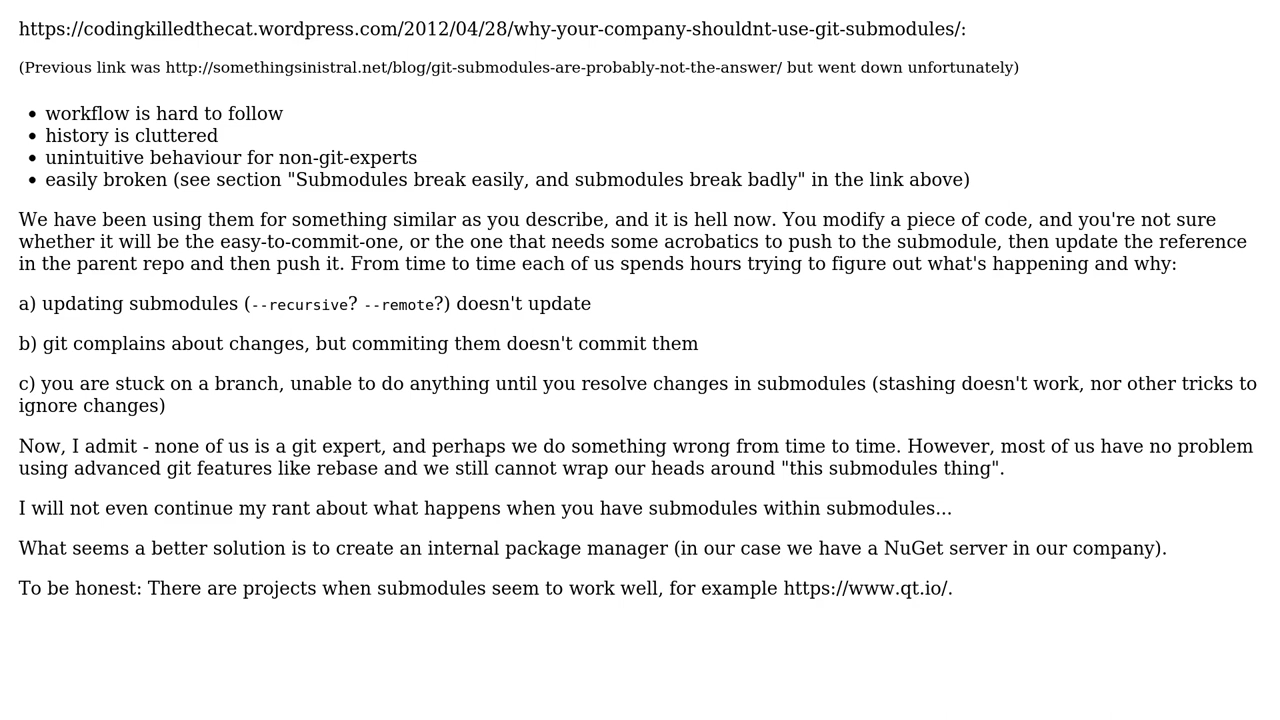 https://codingkilledthecat.wordpress.com/2012/04/28/why-your-company-shouldnt-use-git-submodules/:
(Previous link was http://somethingsinistral.net/blog/git-submodules-are-probably-not-the-answer/ but went down unfortunately)
• workflow is hard to follow
• history is cluttered
• unintuitive behaviour for non-git-experts
• easily broken (see section "Submodules break easily, and submodules break badly" in the link above)
We have been using them for something similar as you describe, and it is hell now. You modify a piece of code, and you're not sure
whether it will be the easy-to-commit-one, or the one that needs some acrobatics to push to the submodule, then update the reference
in the parent repo and then push it. From time to time each of us spends hours trying to figure out what's happening and why:
a) updating submodules (--recursive? --remote?) doesn't update
b) git complains about changes, but commiting them doesn't commit them
c) you are stuck on a branch, unable to do anything until you resolve changes in submodules (stashing doesn't work, nor other tricks to
ignore changes)
Now, I admit - none of us is a git expert, and perhaps we do something wrong from time to time. However, most of us have no problem
using advanced git features like rebase and we still cannot wrap our heads around "this submodules thing".
I will not even continue my rant about what happens when you have submodules within submodules...
What seems a better solution is to create an internal package manager (in our case we have a NuGet server in our company).
To be honest: There are projects when submodules seem to work well, for example https://www.qt.io/.